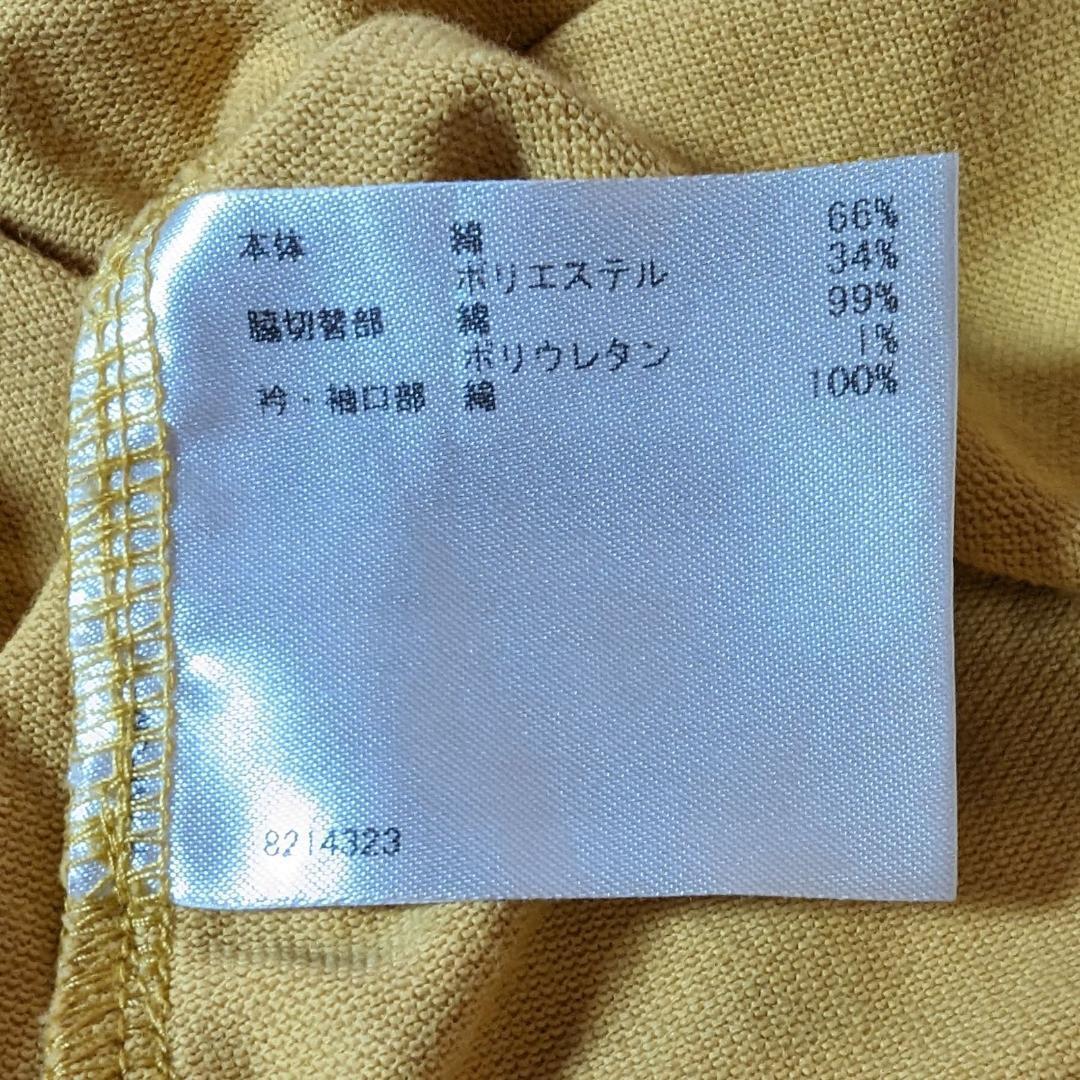 本体 綿 66%
ポリエステル 34%
脇切替部 綿 99%
ポリウレタン 1%
衿・袖口部 綿 100%
8214323